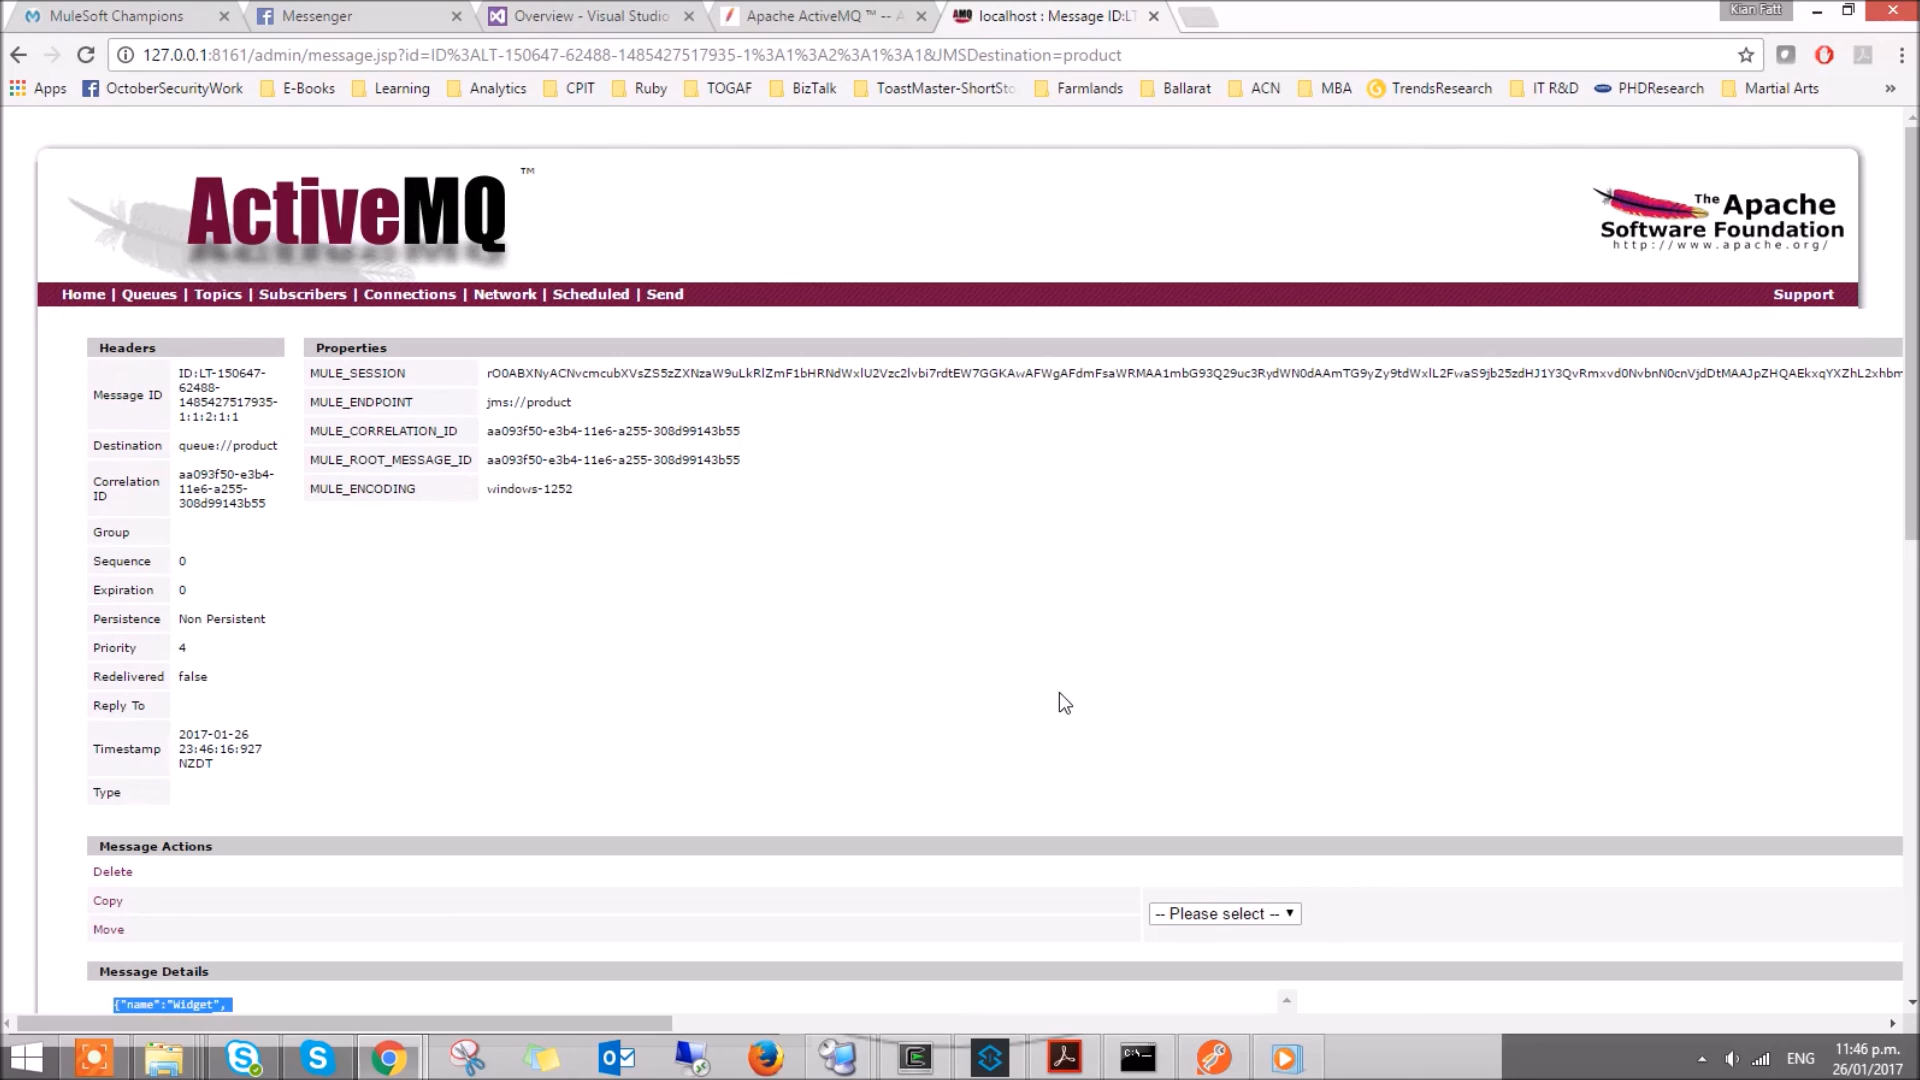 MuleSoft Champions
Messenger
Overview - Visual Studio
Apache ActiveMQ ™ -- A
localhost : Message ID:LT
Kian Fatt
127.0.0.1:8161/admin/message.jsp?id=ID%3ALT-150647-62488-1485427517935-1%3A1%3A2%3A1%3A1&JMSDestination=product
Apps
OctoberSecurityWork
E-Books
Learning
Analytics
CPIT
Ruby
TOGAF
BizTalk
ToastMaster-ShortSto
Farmlands
Ballarat
ACN
MBA
TrendsResearch
IT R&D
PHDResearch
Martial Arts
»
ActiveMQ ™
The Apache
Software Foundation
http://www.apache.org/
Home | Queues | Topics | Subscribers | Connections | Network | Scheduled | Send
Support
Headers
Message ID
ID:LT-150647-
62488-
1485427517935-
1:1:2:1:1
Destination
queue://product
Correlation
ID
aa093f50-e3b4-
11e6-a255-
308d99143b55
Group
Sequence 0
Expiration 0
Persistence Non Persistent
Priority 4
Redelivered false
Reply To
Timestamp
2017-01-26
23:46:16:927
NZDT
Type
Properties
MULE_SESSION
MULE_ENDPOINT jms://product
MULE_CORRELATION_ID aa093f50-e3b4-11e6-a255-308d99143b55
MULE_ROOT_MESSAGE_ID aa093f50-e3b4-11e6-a255-308d99143b55
MULE_ENCODING windows-1252
Message Actions
Delete
Copy
Move
-- Please select --
Message Details
{"name":"Widget",
ENG
11:46 p.m.
26/01/2017